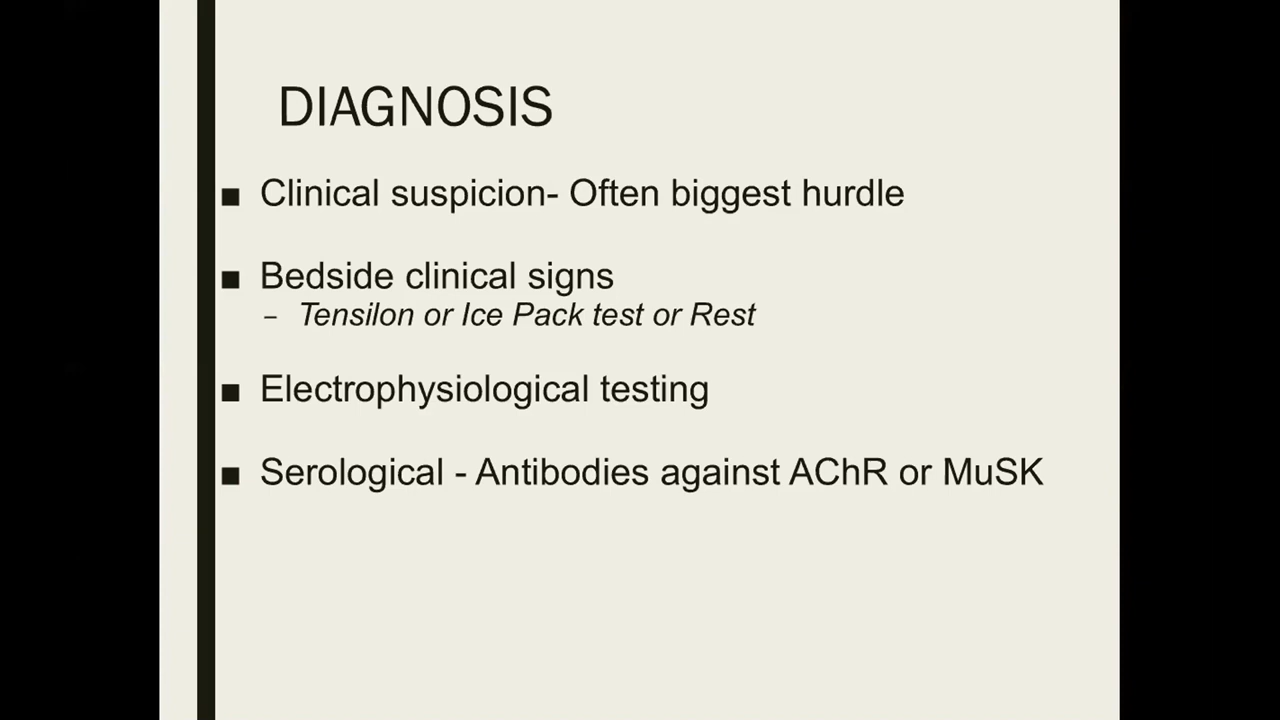 DIAGNOSIS
■ Clinical suspicion- Often biggest hurdle
■ Bedside clinical signs
– Tensilon or Ice Pack test or Rest
■ Electrophysiological testing
■ Serological - Antibodies against AChR or MuSK